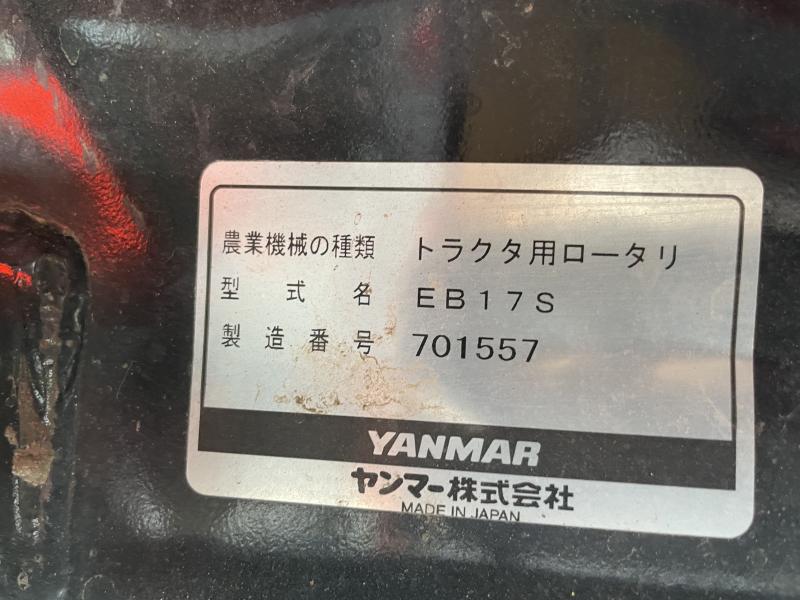 農業機械の種類 トラクタ用ロータリ
型式名 EB17S
製造番号 701557
YANMAR
ヤンマー株式会社
MADE IN JAPAN